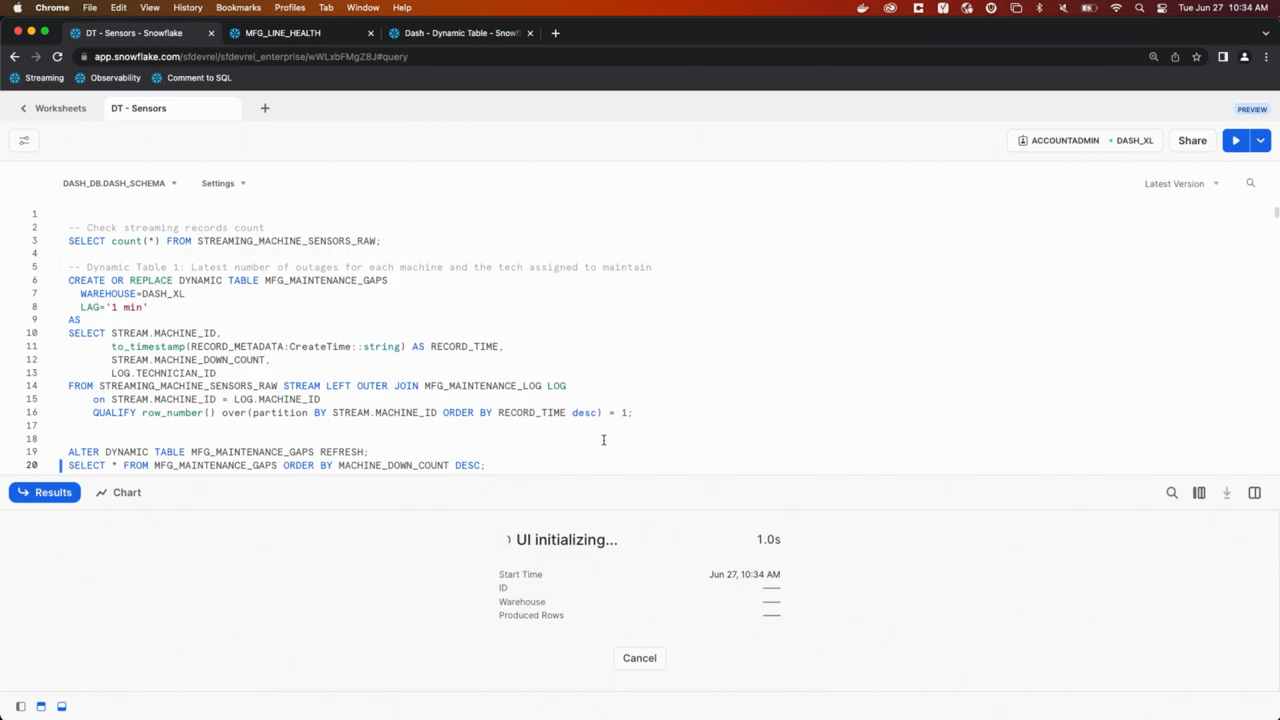 Chrome File Edit View History Bookmarks Profiles Tab Window Help Tue Jun 27 10:34 AM
DT - Sensors - Snowflake MFG_LINE_HEALTH Dash - Dynamic Table - Snowfl
app.snowflake.com/sfdevrel/sfdevrel_enterprise/wWLxbFMgZ8J#query
Streaming Observability Comment to SQL
Worksheets DT - Sensors PREVIEW
ACCOUNTADMIN DASH_XL Share
DASH_DB.DASH_SCHEMA Settings Latest Version
1
2 -- Check streaming records count
3 SELECT count(*) FROM STREAMING_MACHINE_SENSORS_RAW;
4
5 -- Dynamic Table 1: Latest number of outages for each machine and the tech assigned to maintain
6 CREATE OR REPLACE DYNAMIC TABLE MFG_MAINTENANCE_GAPS
7 WAREHOUSE=DASH_XL
8 LAG='1 min'
9 AS
10 SELECT STREAM.MACHINE_ID,
11 to_timestamp(RECORD_METADATA:CreateTime::string) AS RECORD_TIME,
12 STREAM.MACHINE_DOWN_COUNT,
13 LOG.TECHNICIAN_ID
14 FROM STREAMING_MACHINE_SENSORS_RAW STREAM LEFT OUTER JOIN MFG_MAINTENANCE_LOG LOG
15 on STREAM.MACHINE_ID = LOG.MACHINE_ID
16 QUALIFY row_number() over(partition BY STREAM.MACHINE_ID ORDER BY RECORD_TIME desc) = 1;
17
18
19 ALTER DYNAMIC TABLE MFG_MAINTENANCE_GAPS REFRESH;
20 SELECT * FROM MFG_MAINTENANCE_GAPS ORDER BY MACHINE_DOWN_COUNT DESC;
Results Chart
UI initializing... 1.0s
Start Time Jun 27, 10:34 AM
ID
Warehouse
Produced Rows
Cancel